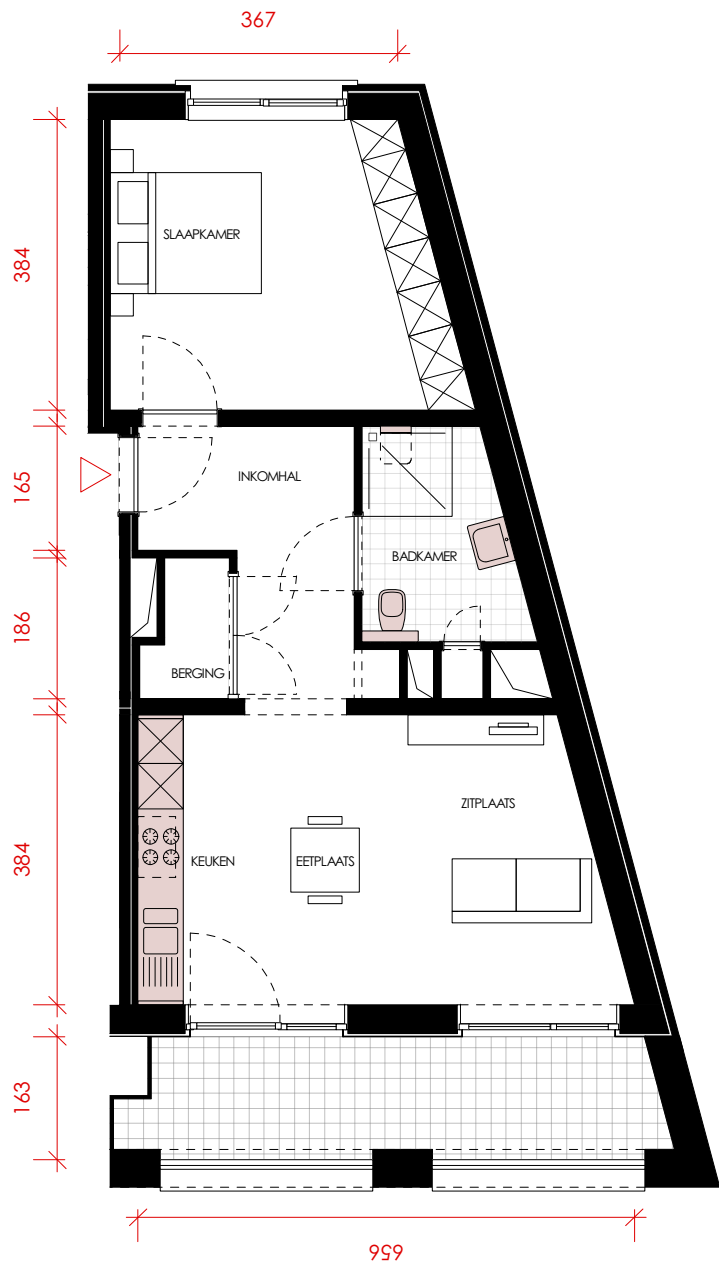 367
384
SLAAPKAMER
165
INKOMHAL
BADKAMER
186
BERGING
384
KEUKEN
EETPLAATS
ZITPLAATS
163
656